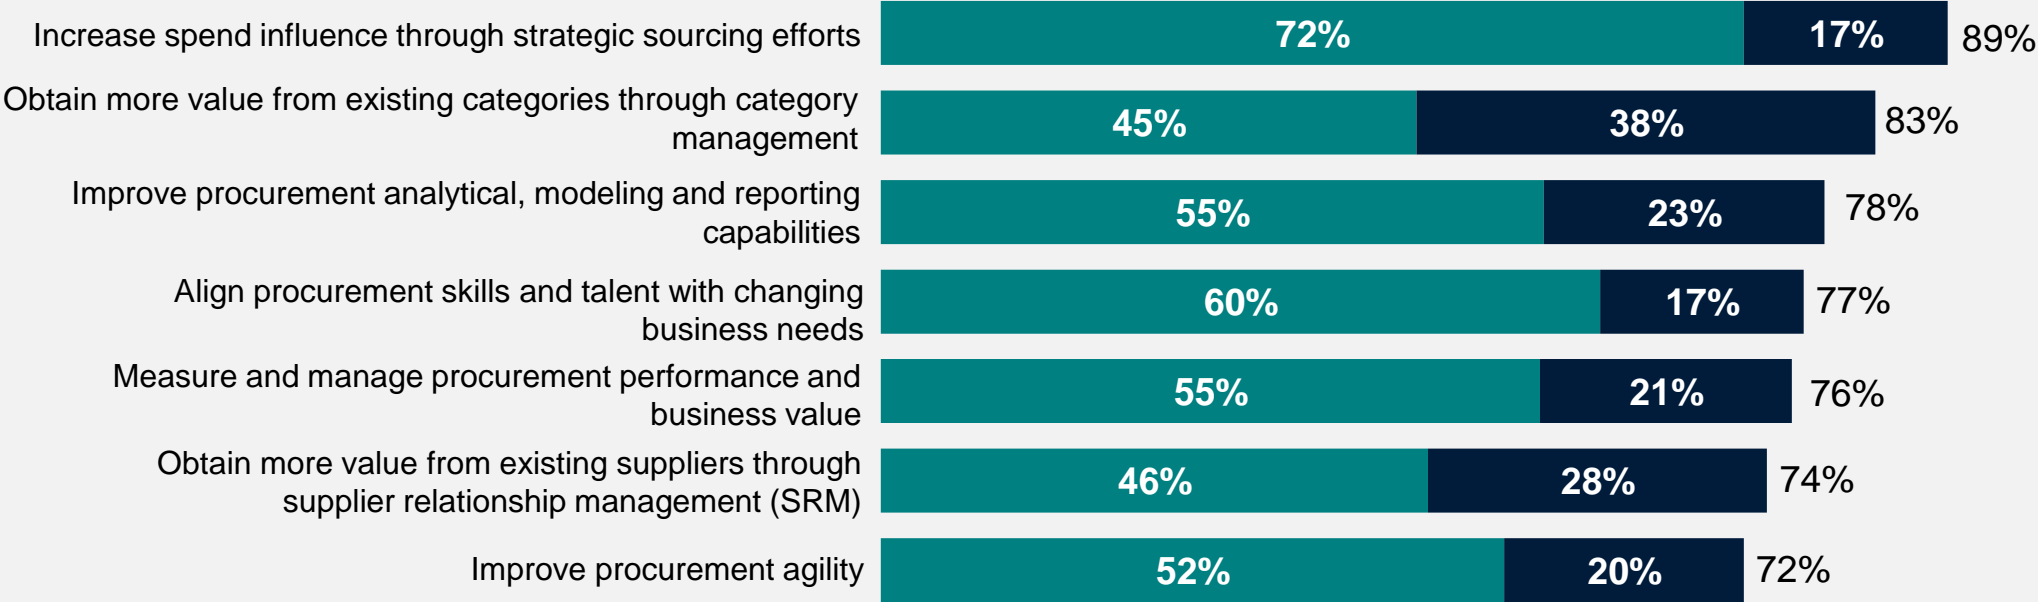 Increase spend influence through strategic sourcing efforts 72% 17% 89%
Obtain more value from existing categories through category
management 45% 38% 83%
Improve procurement analytical, modeling and reporting
capabilities 55% 23% 78%
Align procurement skills and talent with changing
business needs 60% 17% 77%
Measure and manage procurement performance and
business value 55% 21% 76%
Obtain more value from existing suppliers through
supplier relationship management (SRM) 46% 28% 74%
Improve procurement agility 52% 20% 72%